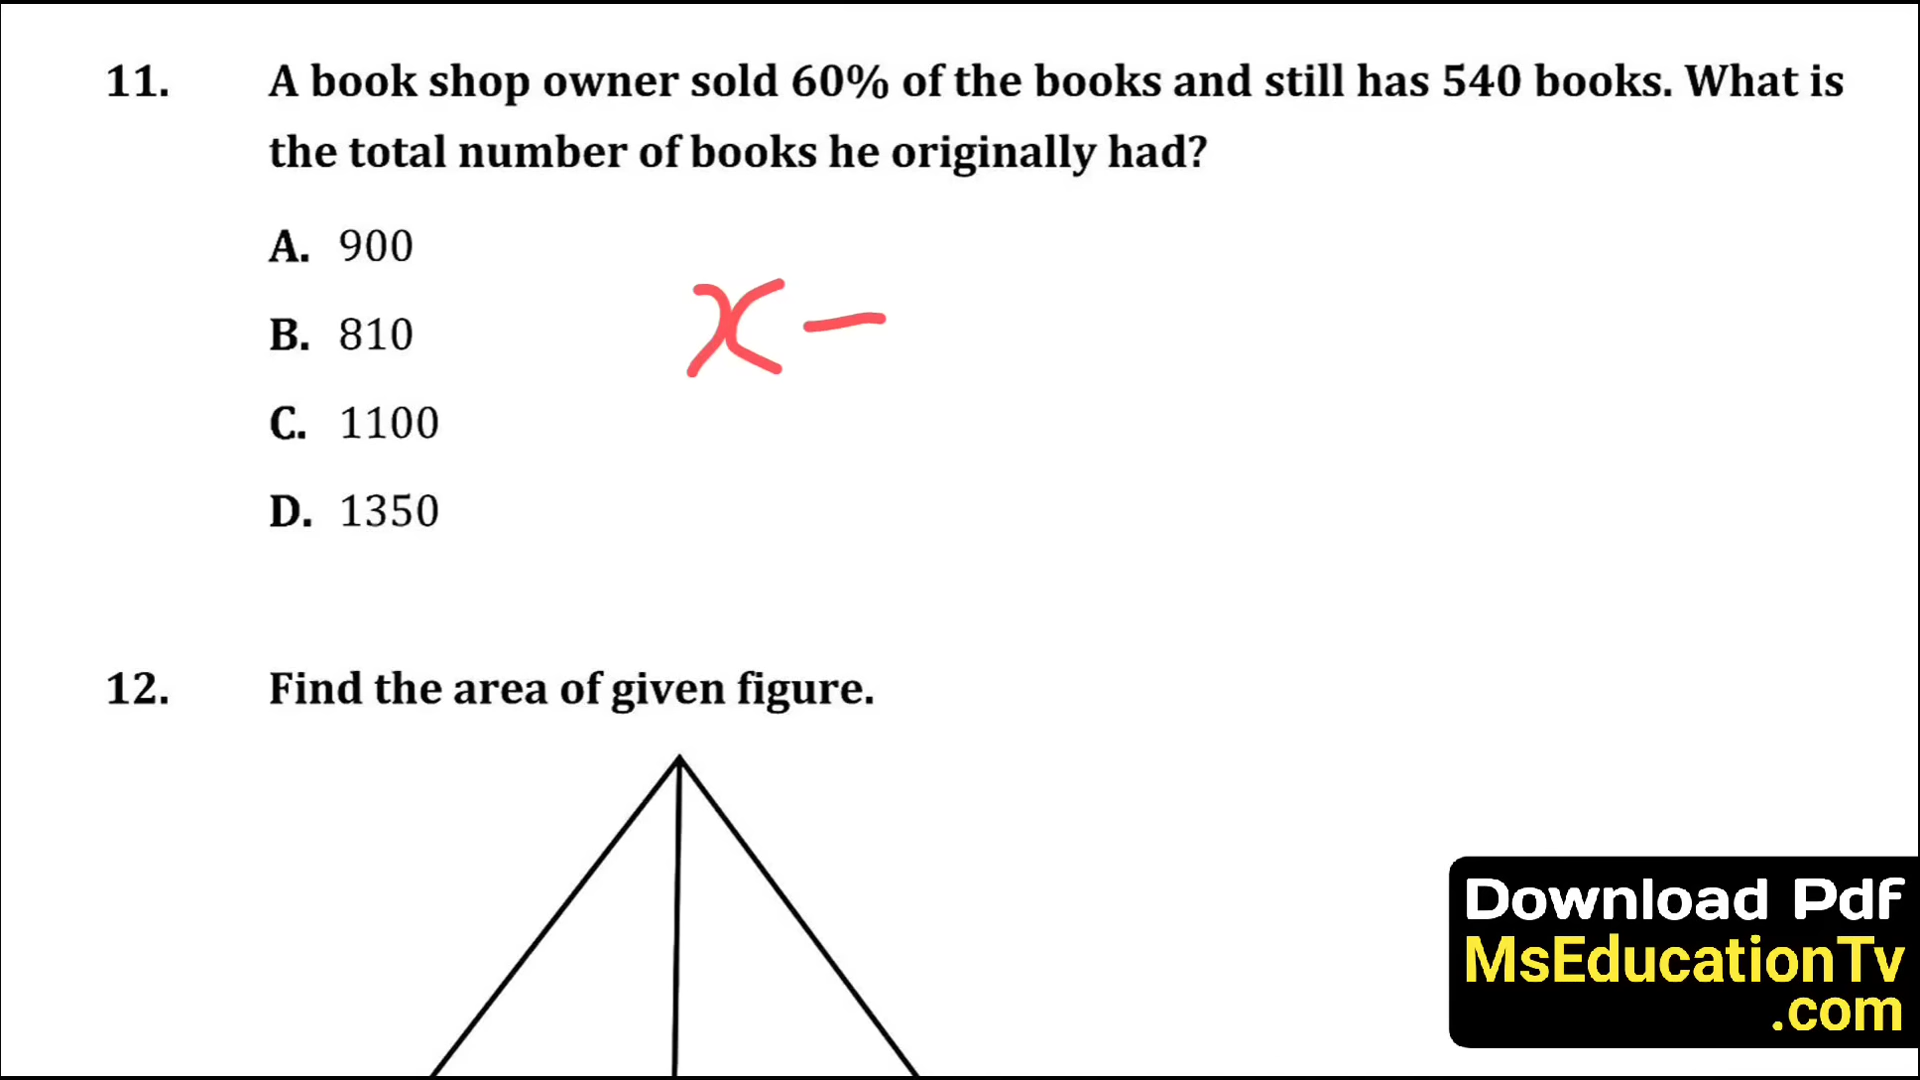 11. A book shop owner sold 60% of the books and still has 540 books. What is
the total number of books he originally had?
A. 900
x −
B. 810
C. 1100
D. 1350
12. Find the area of given figure.
Download Pdf
MsEducationTv
.com